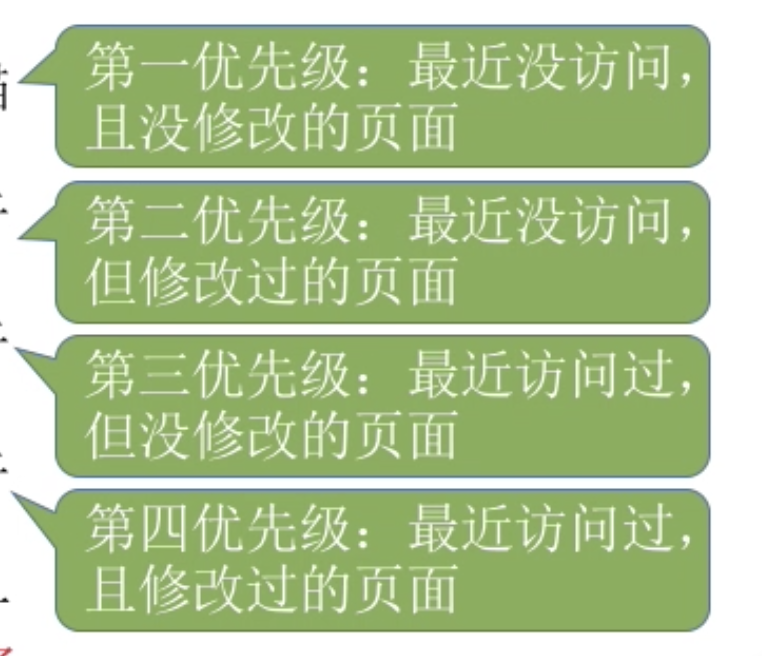 第一优先级：最近没访问，
且没修改的页面
第二优先级：最近没访问，
但修改过的页面
第三优先级：最近访问过，
但没修改的页面
第四优先级：最近访问过，
且修改过的页面